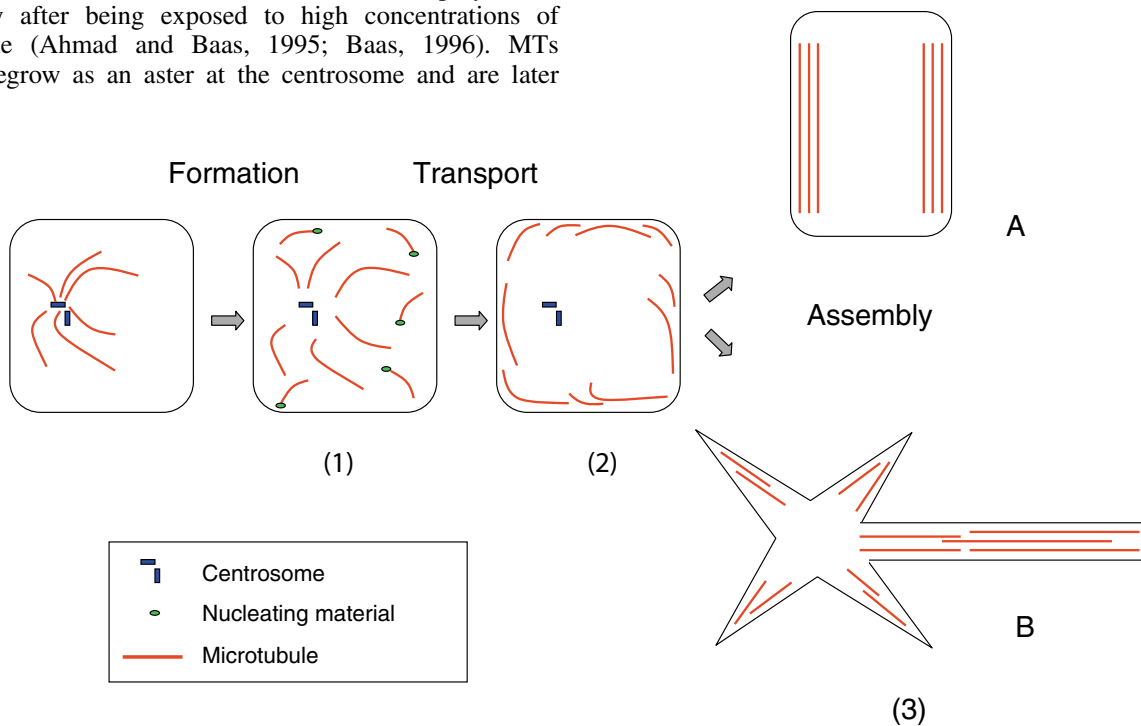 after being exposed to high concentrations of
(Ahmad and Baas, 1995; Baas, 1996). MTs
egrow as an aster at the centrosome and are later
Formation
Transport
A
Assembly
(1)
(2)
Centrosome
Nucleating material
Microtubule
B
(3)